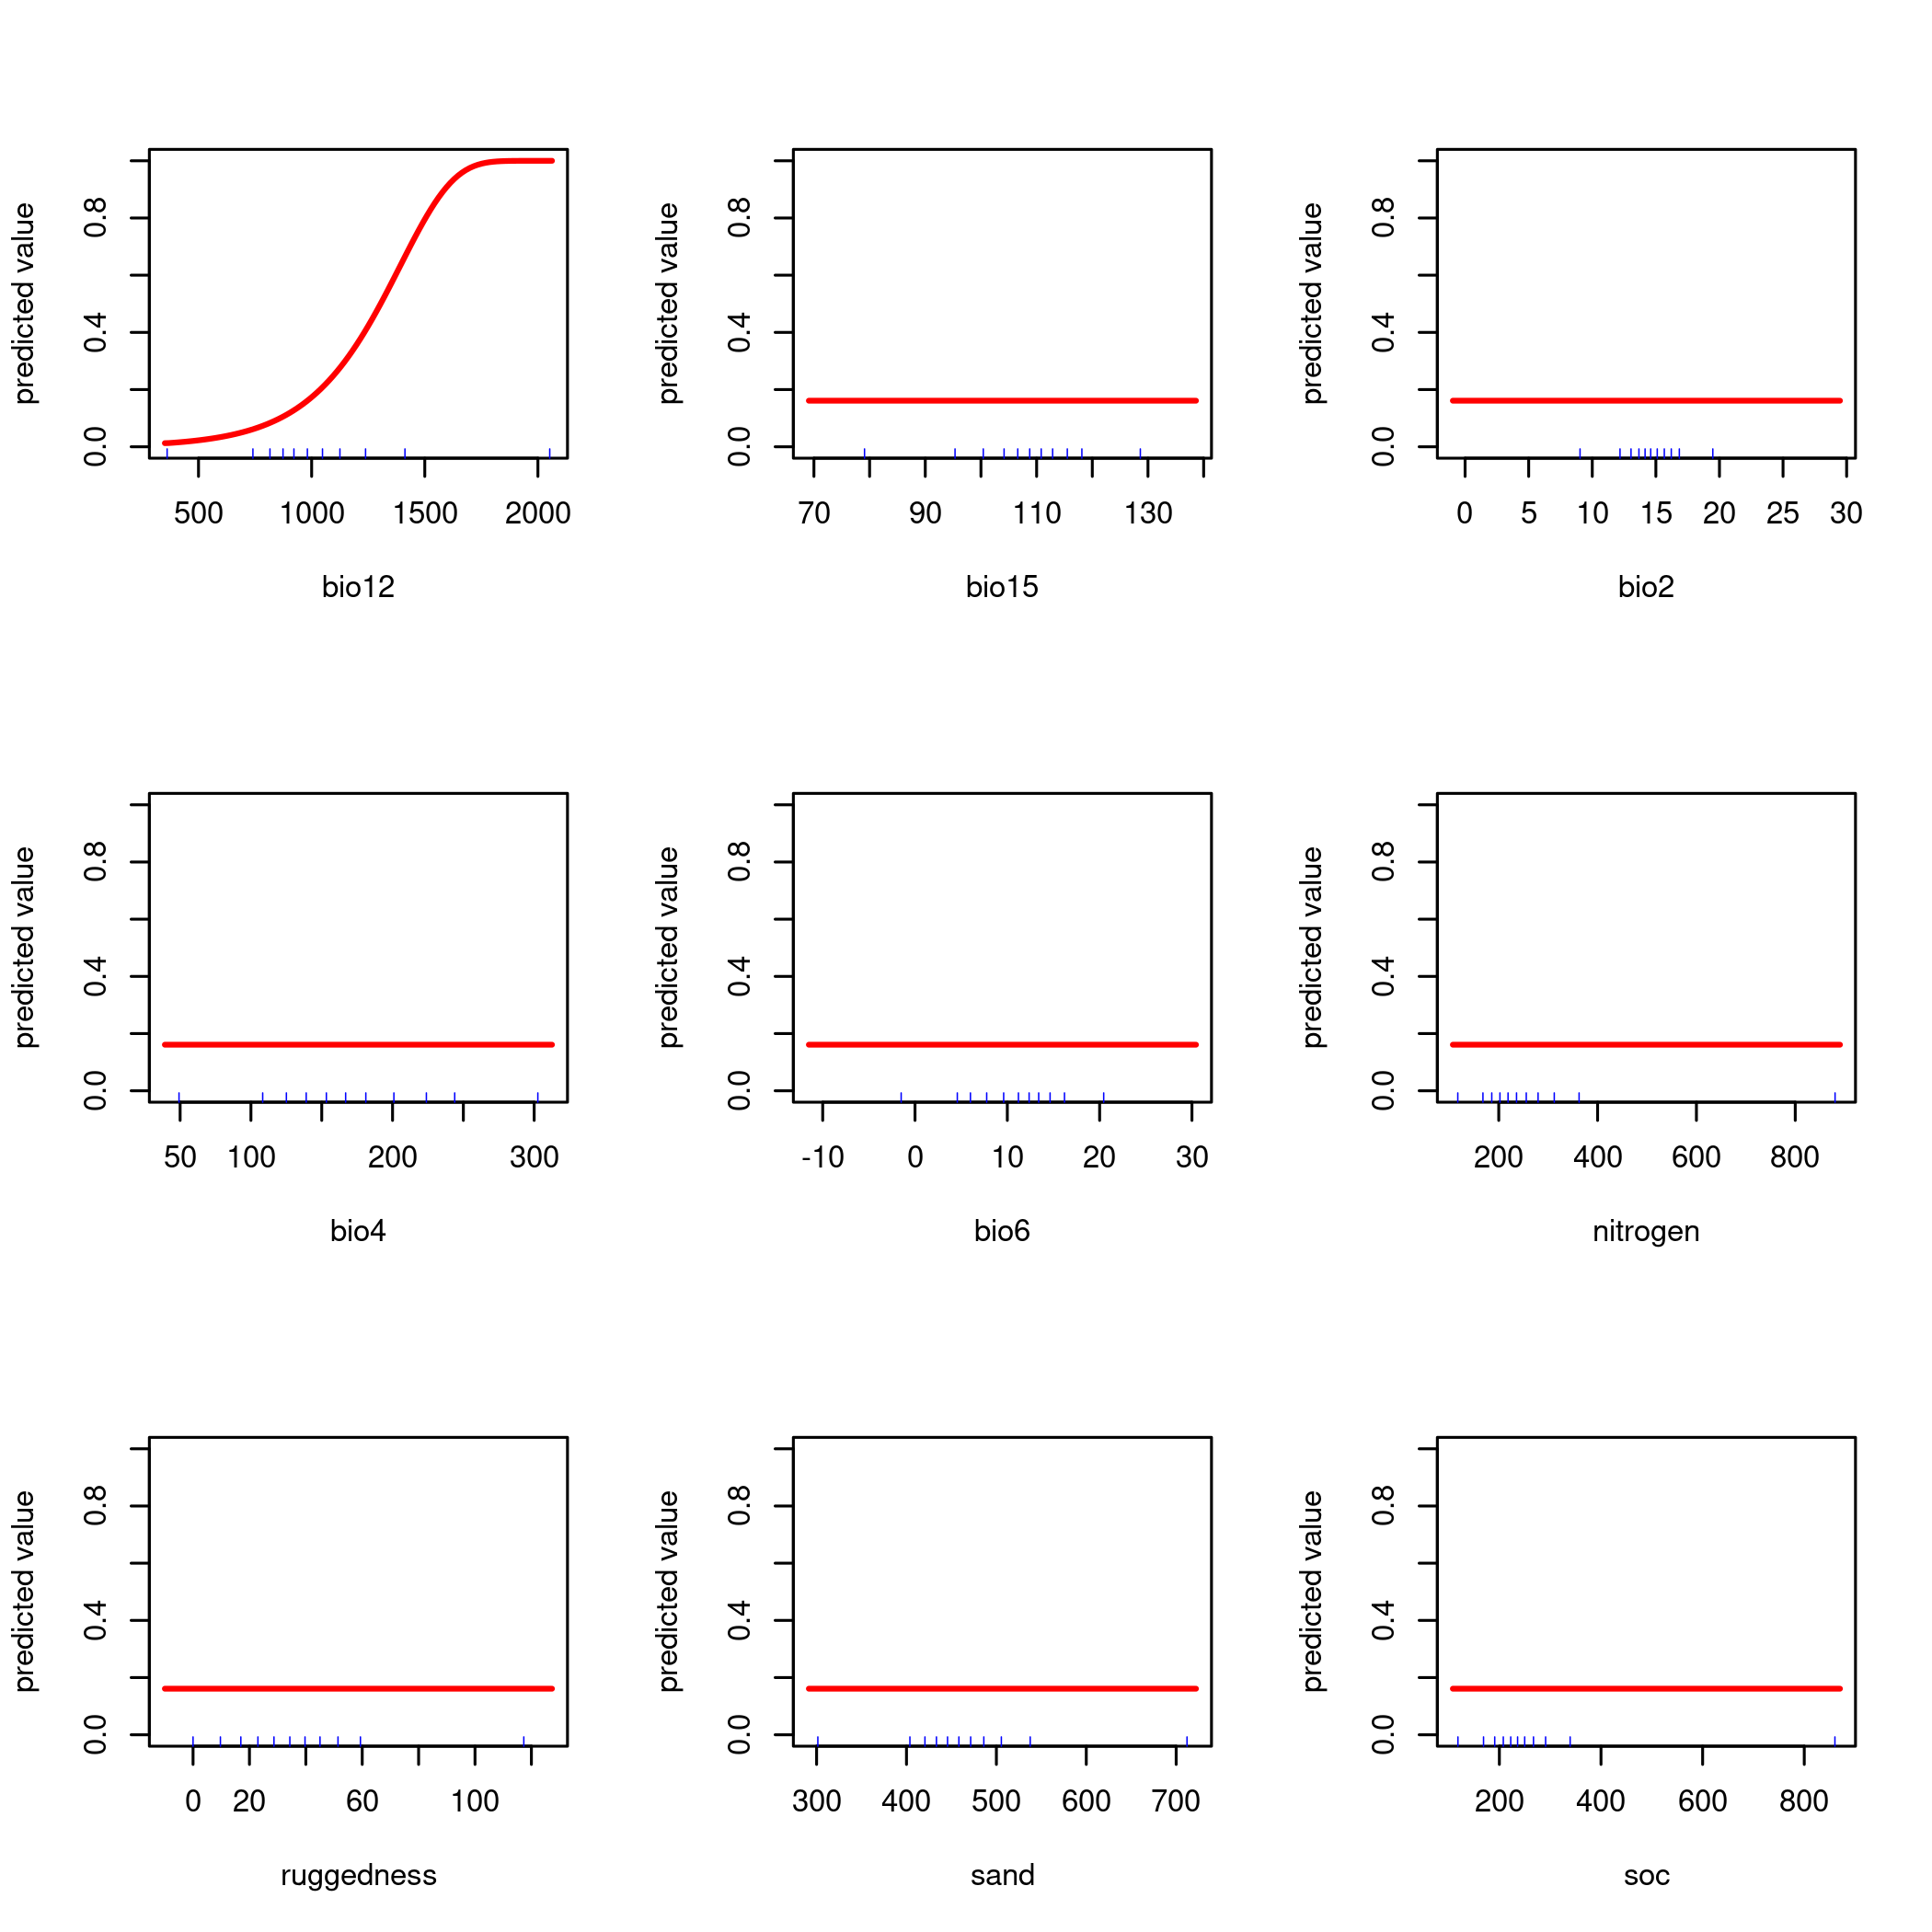 predicted value
0.0 0.4 0.8
500 1000 1500 2000
bio12
predicted value
0.0 0.4 0.8
70 90 110 130
bio15
predicted value
0.0 0.4 0.8
0 5 10 15 20 25 30
bio2
predicted value
0.0 0.4 0.8
50 100 200 300
bio4
predicted value
0.0 0.4 0.8
-10 0 10 20 30
bio6
predicted value
0.0 0.4 0.8
200 400 600 800
nitrogen
predicted value
0.0 0.4 0.8
0 20 60 100
ruggedness
predicted value
0.0 0.4 0.8
300 400 500 600 700
sand
predicted value
0.0 0.4 0.8
200 400 600 800
soc